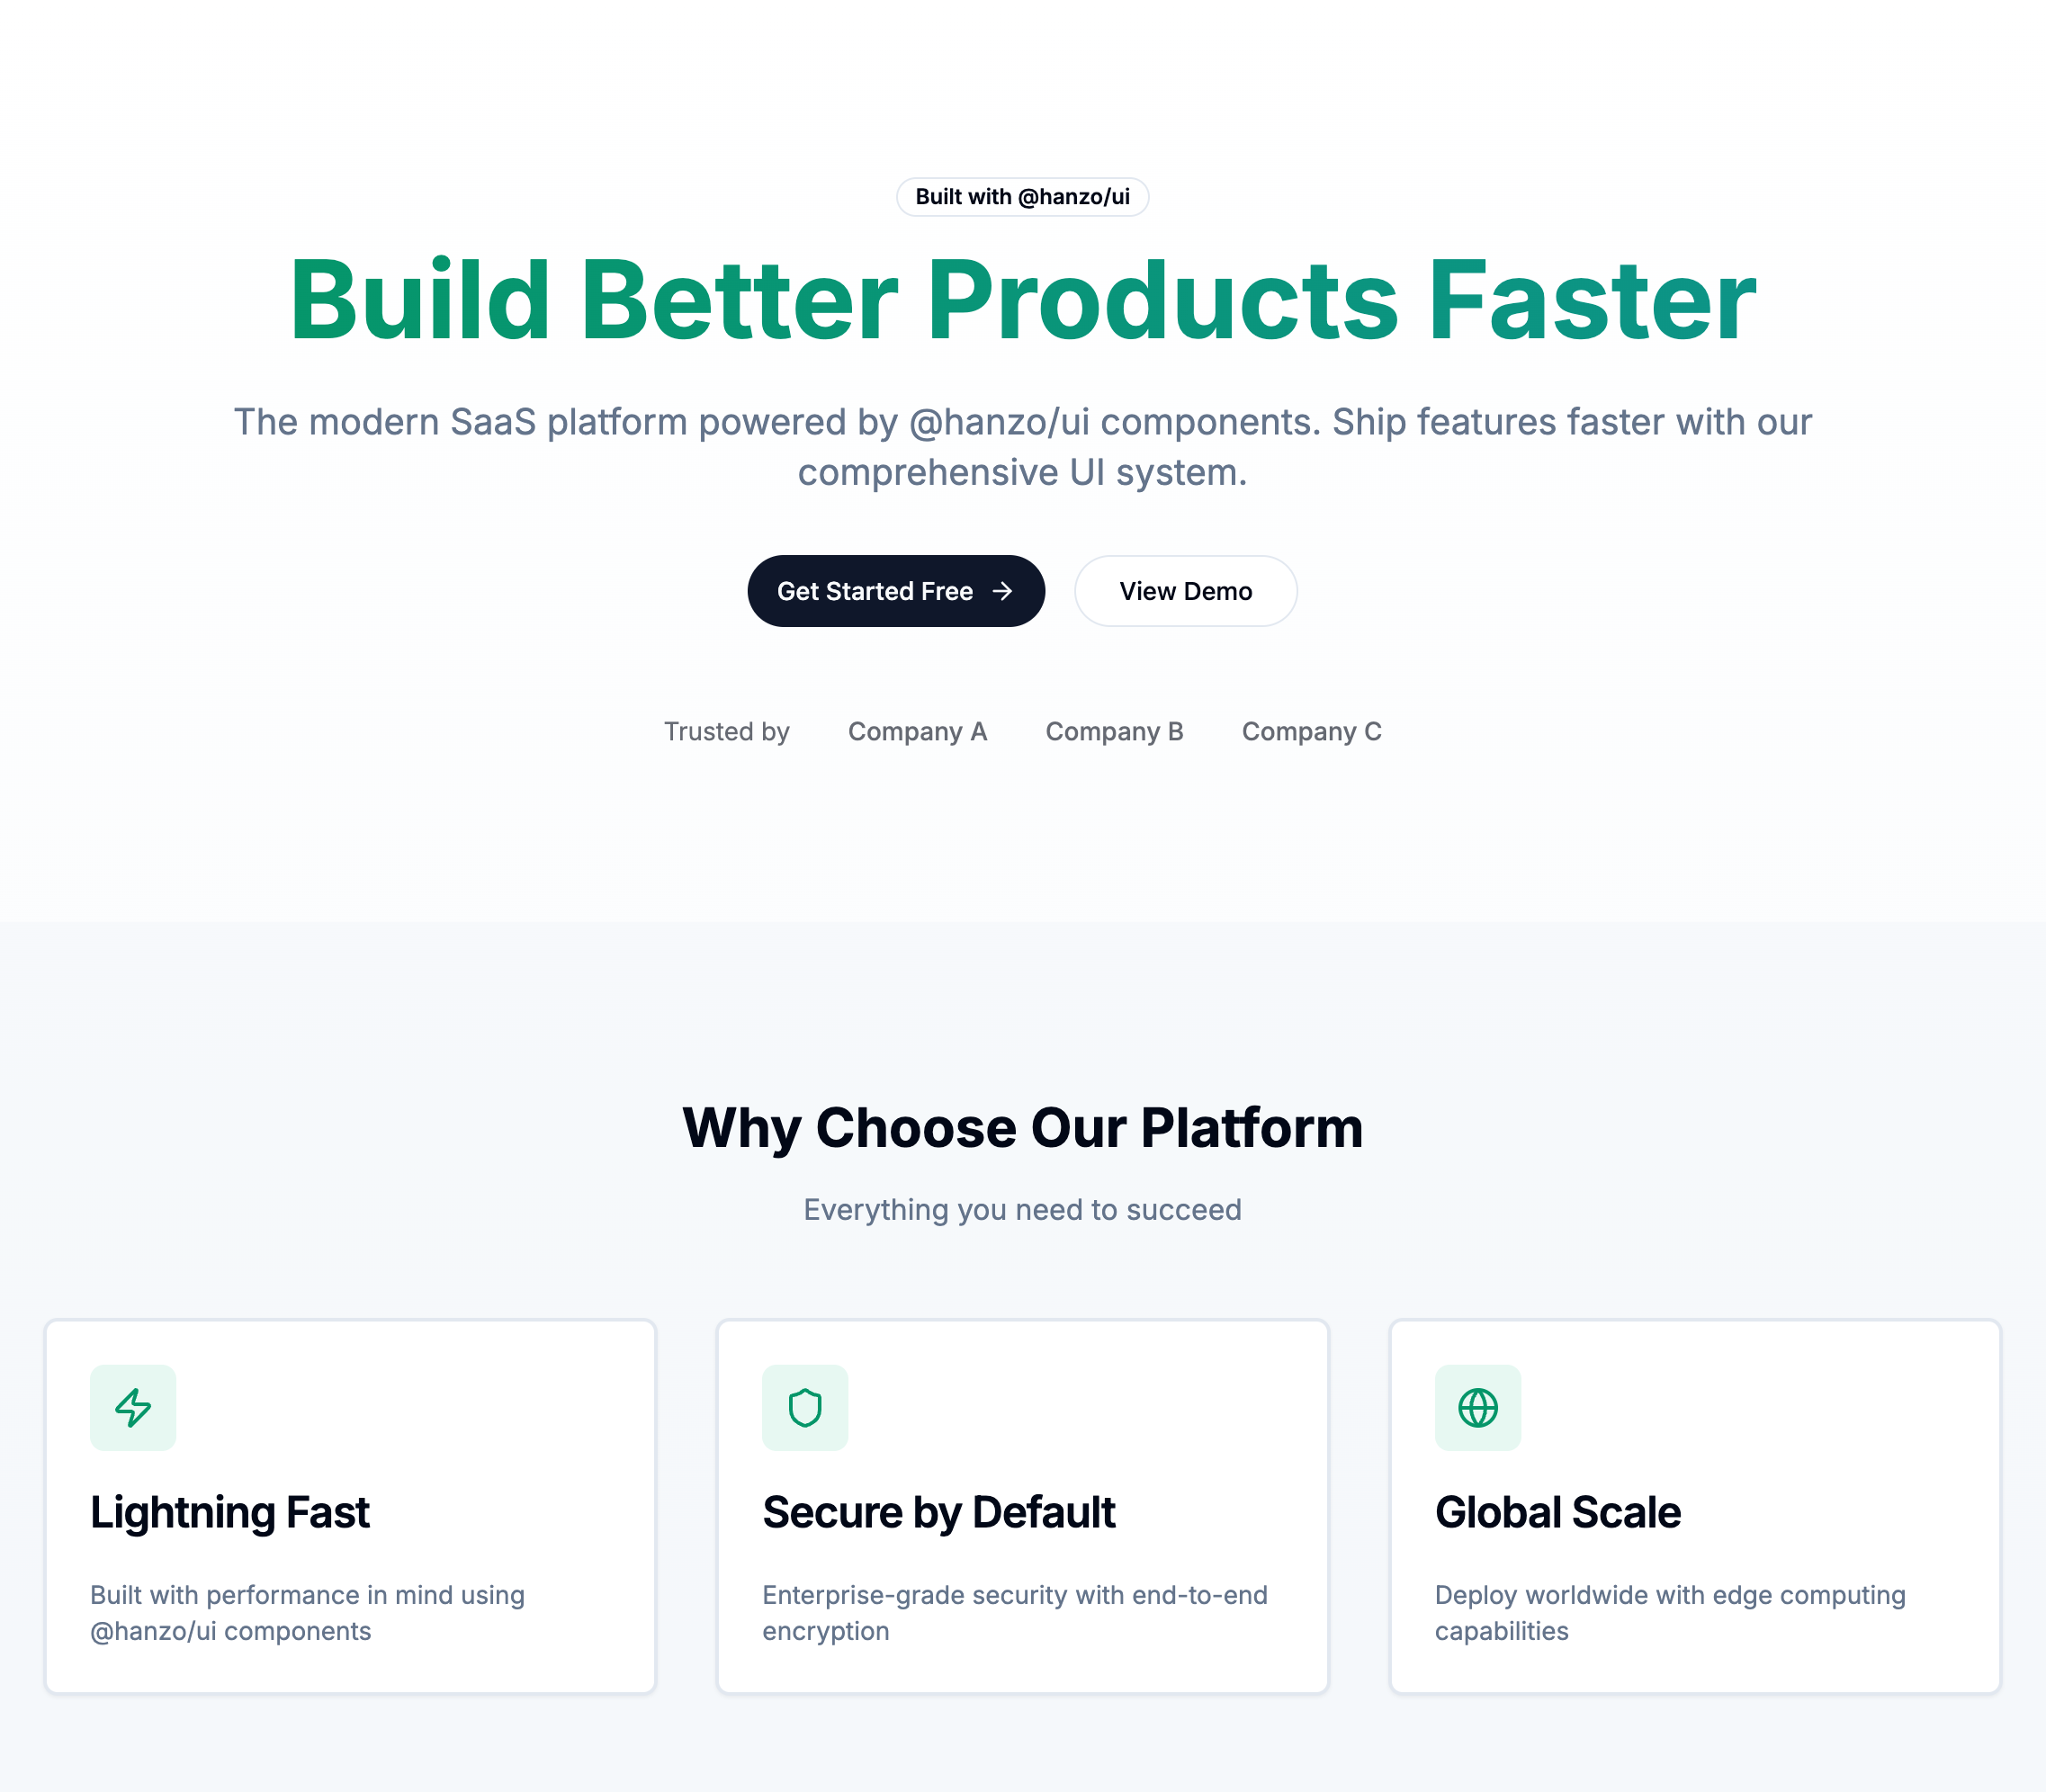 Built with @hanzo/ui
Build Better Products Faster
The modern SaaS platform powered by @hanzo/ui components. Ship features faster with our
comprehensive UI system.
Get Started Free
View Demo
Trusted by
Company A
Company B
Company C
Why Choose Our Platform
Everything you need to succeed
Lightning Fast
Built with performance in mind using
@hanzo/ui components
Secure by Default
Enterprise-grade security with end-to-end
encryption
Global Scale
Deploy worldwide with edge computing
capabilities